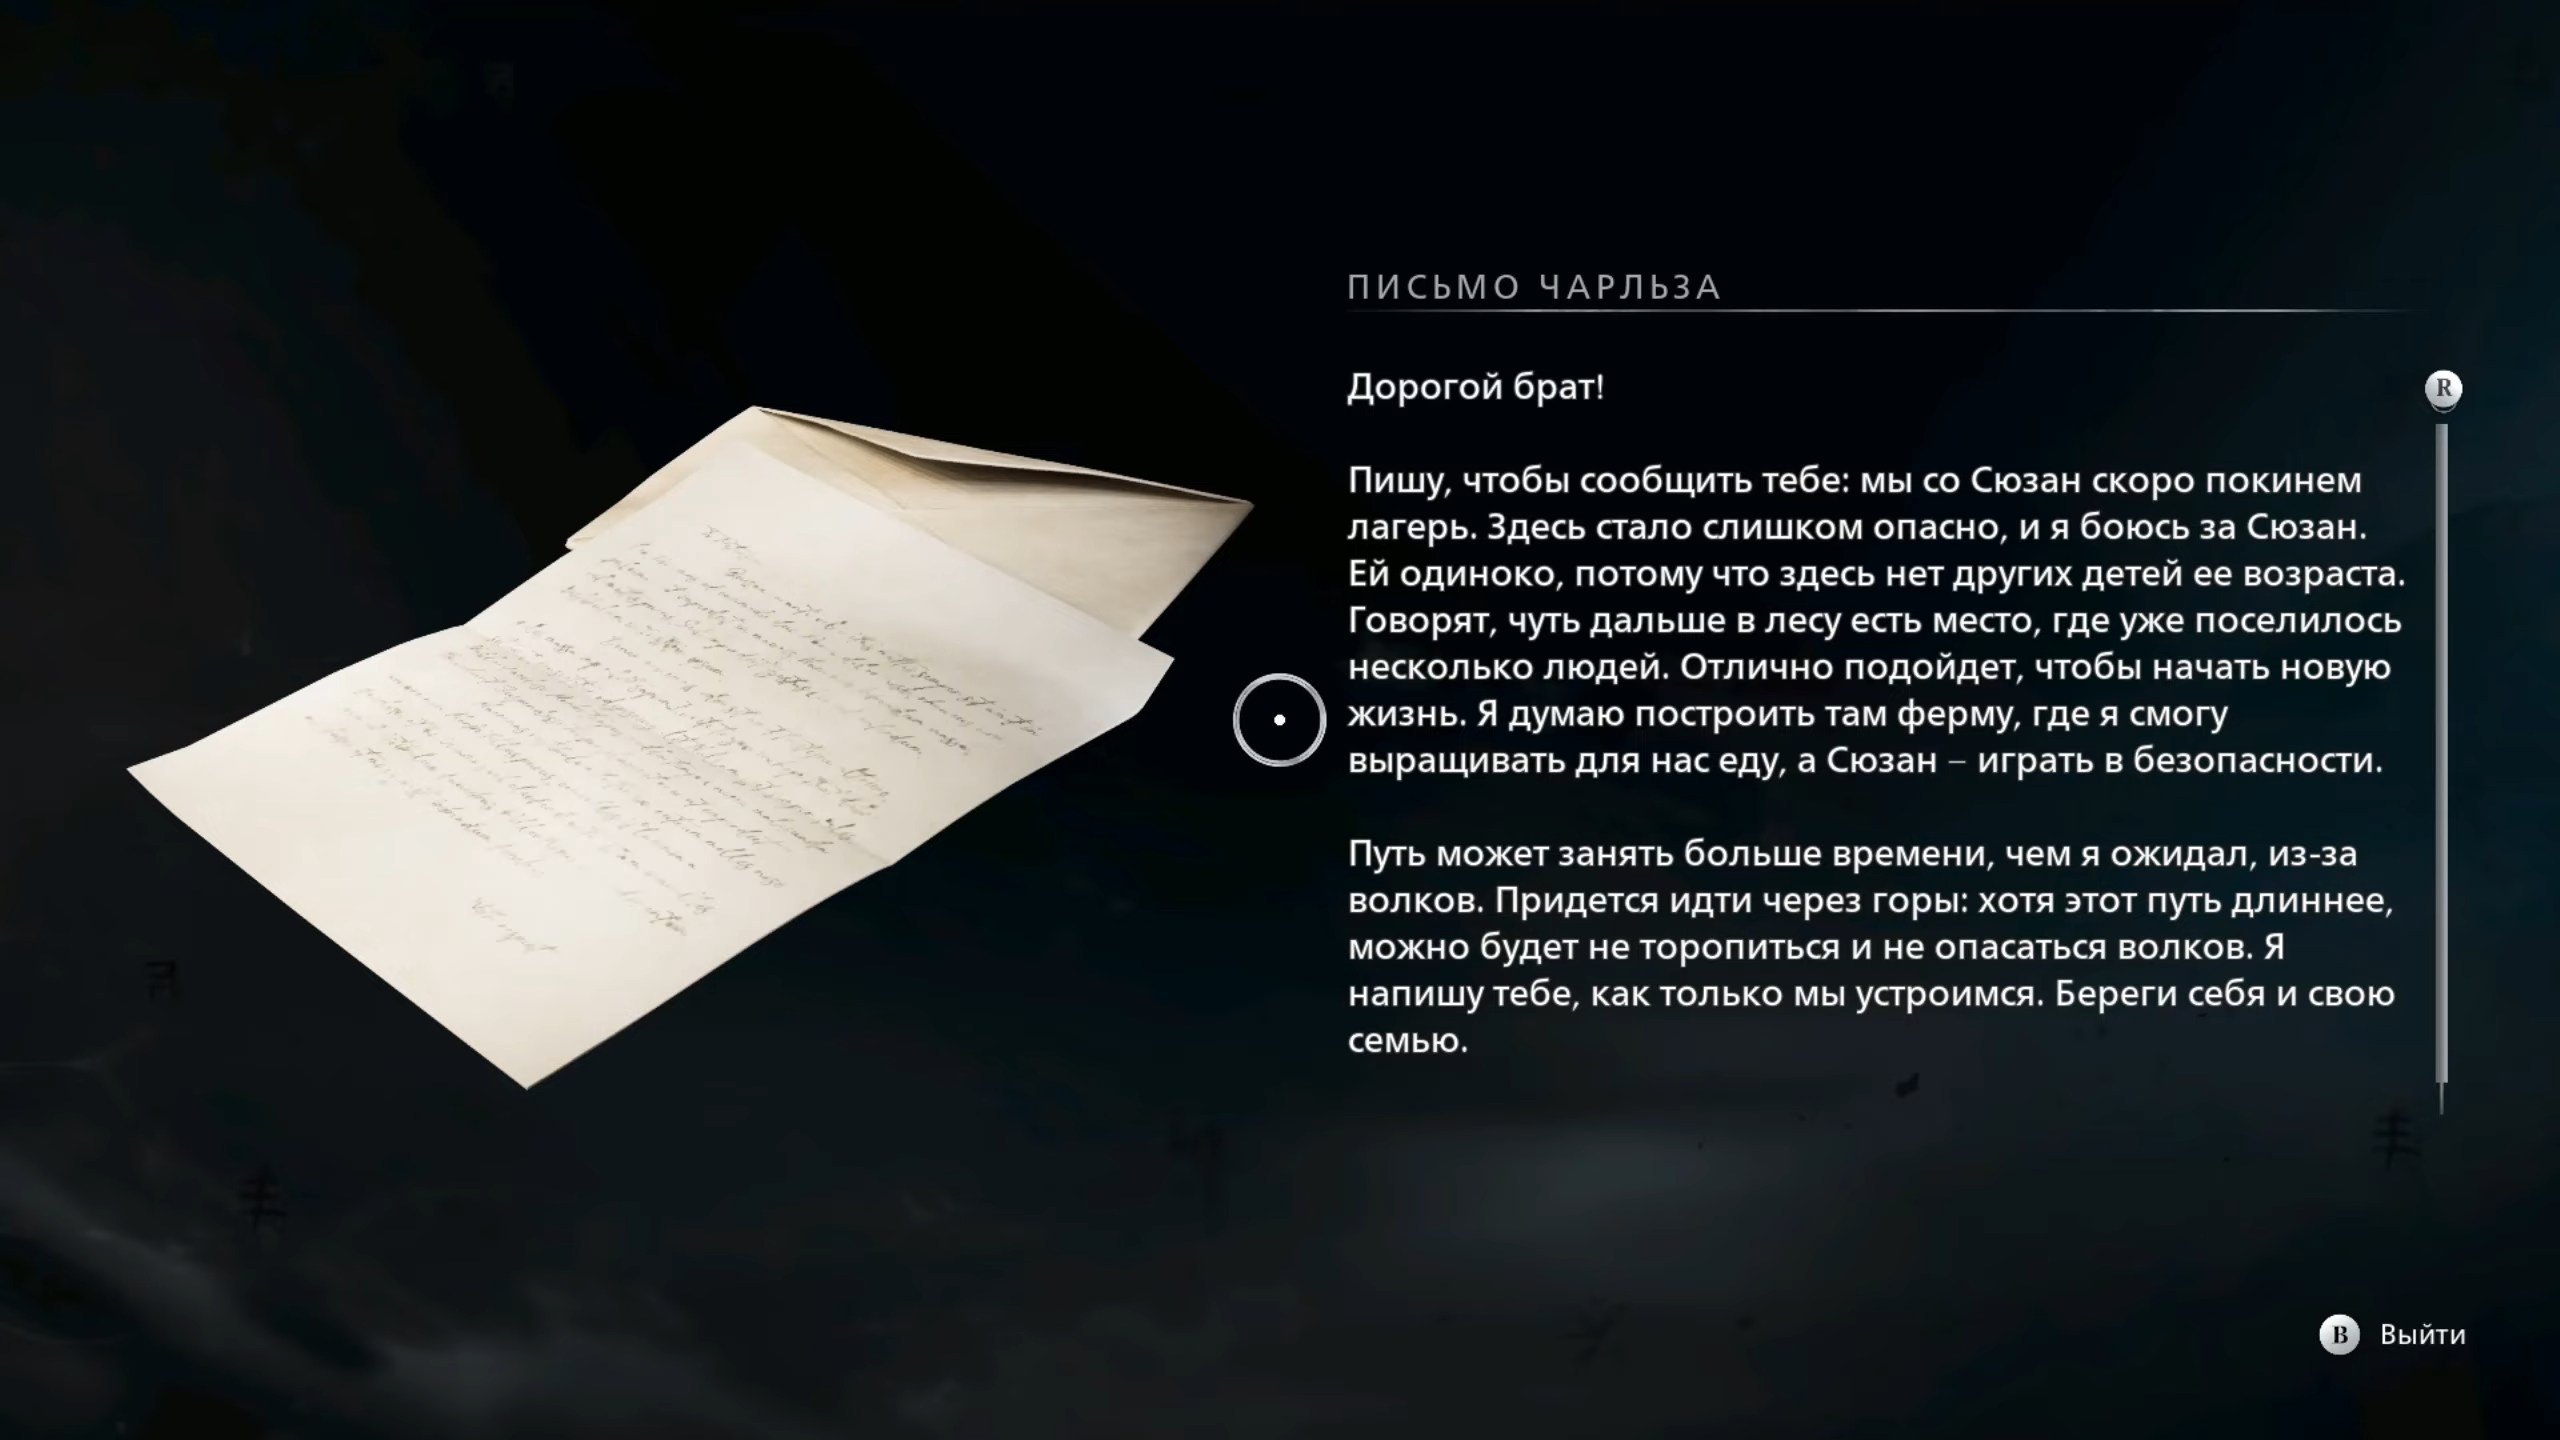 ПИСЬМО ЧАРЛЬЗА
Дорогой брат!
Пишу, чтобы сообщить тебе: мы со Сюзан скоро покинем
лагерь. Здесь стало слишком опасно, и я боюсь за Сюзан.
Ей одиноко, потому что здесь нет других детей ее возраста.
Говорят, чуть дальше в лесу есть место, где уже поселилось
несколько людей. Отлично подойдет, чтобы начать новую
жизнь. Я думаю построить там ферму, где я смогу
выращивать для нас еду, а Сюзан – играть в безопасности.
Путь может занять больше времени, чем я ожидал, из-за
волков. Придется идти через горы: хотя этот путь длиннее,
можно будет не торопиться и не опасаться волков. Я
напишу тебе, как только мы устроимся. Береги себя и свою
семью.
R
B Выйти